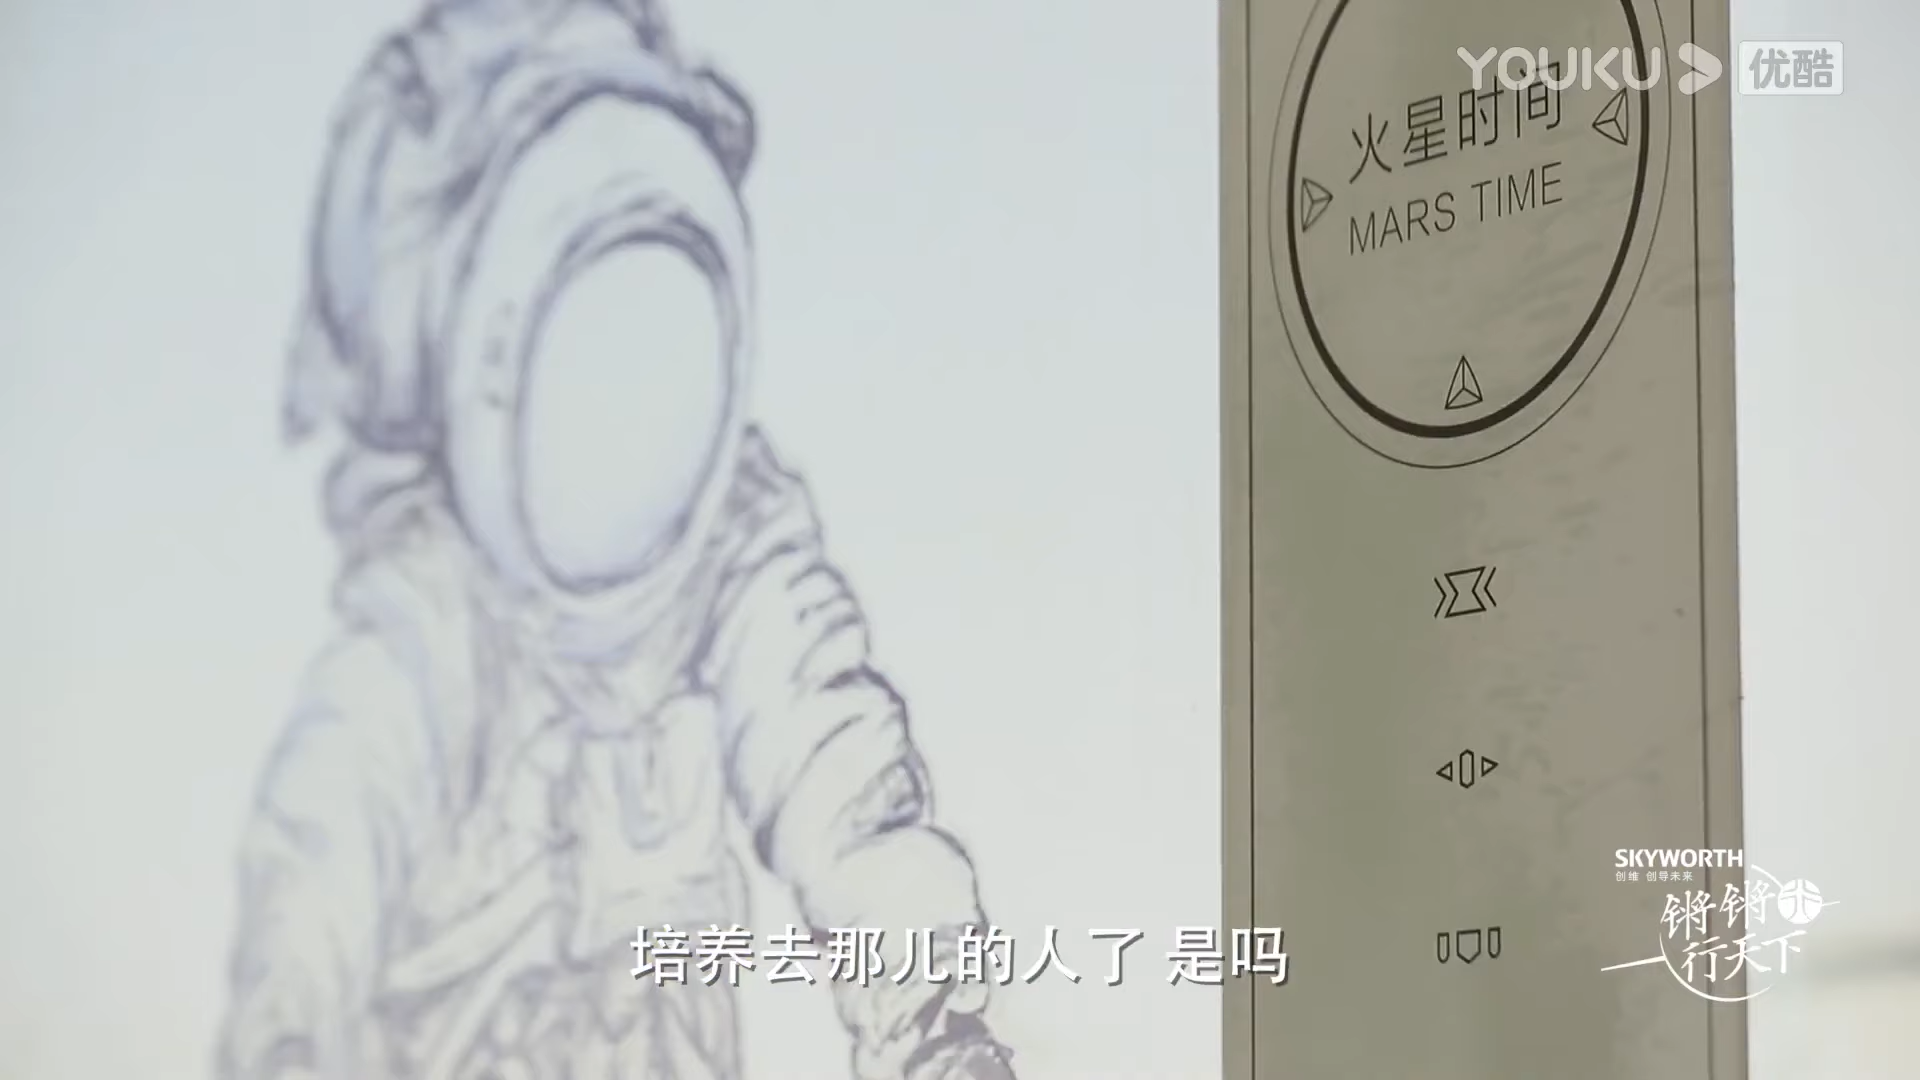 YOUKU 优酷
火星时间
MARS TIME
SKYWORTH
创维 创导未来
锵锵
行天下
培养去那儿的人了 是吗